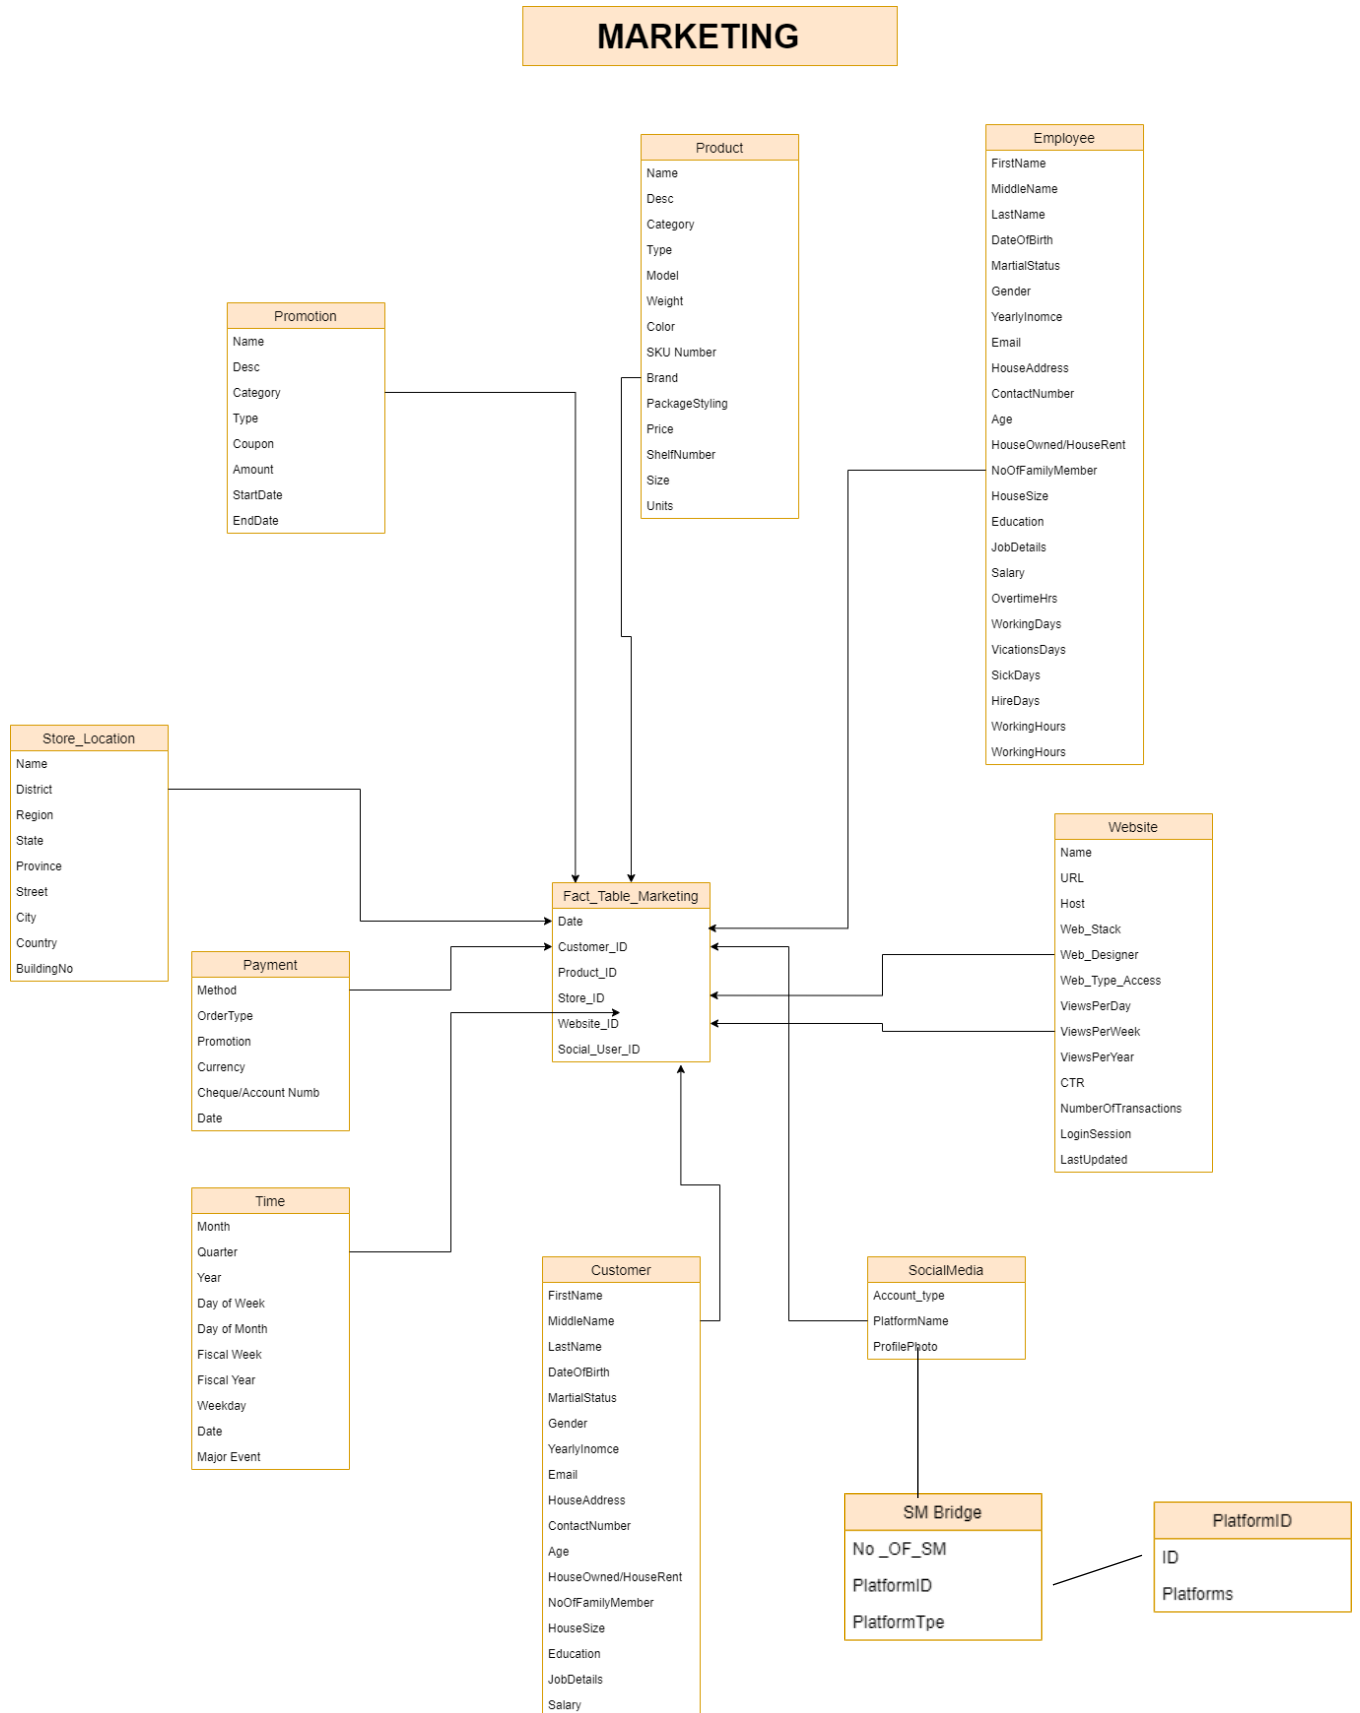 MARKETING
Product
Name
Desc
Category
Type
Model
Weight
Color
SKU Number
Brand
PackageStyling
Price
ShelfNumber
Size
Units
Employee
FirstName
MiddleName
LastName
DateOfBirth
MartialStatus
Gender
YearlyInomce
Email
HouseAddress
ContactNumber
Age
HouseOwned/HouseRent
NoOfFamilyMember
HouseSize
Education
JobDetails
Salary
OvertimeHrs
WorkingDays
VicationsDays
SickDays
HireDays
WorkingHours
WorkingHours
Promotion
Name
Desc
Category
Type
Coupon
Amount
StartDate
EndDate
Store_Location
Name
District
Region
State
Province
Street
City
Country
BuildingNo
Fact_Table_Marketing
Date
Customer_ID
Product_ID
Store_ID
Website_ID
Social_User_ID
Website
Name
URL
Host
Web_Stack
Web_Designer
Web_Type_Access
ViewsPerDay
ViewsPerWeek
ViewsPerYear
CTR
NumberOfTransactions
LoginSession
LastUpdated
Payment
Method
OrderType
Promotion
Currency
Cheque/Account Numb
Date
Time
Month
Quarter
Year
Day of Week
Day of Month
Fiscal Week
Fiscal Year
Weekday
Date
Major Event
Customer
FirstName
MiddleName
LastName
DateOfBirth
MartialStatus
Gender
YearlyInomce
Email
HouseAddress
ContactNumber
Age
HouseOwned/HouseRent
NoOfFamilyMember
HouseSize
Education
JobDetails
Salary
SocialMedia
Account_type
PlatformName
ProfilePhoto
SM Bridge
No _OF_SM
PlatformID
PlatformTpe
PlatformID
ID
Platforms